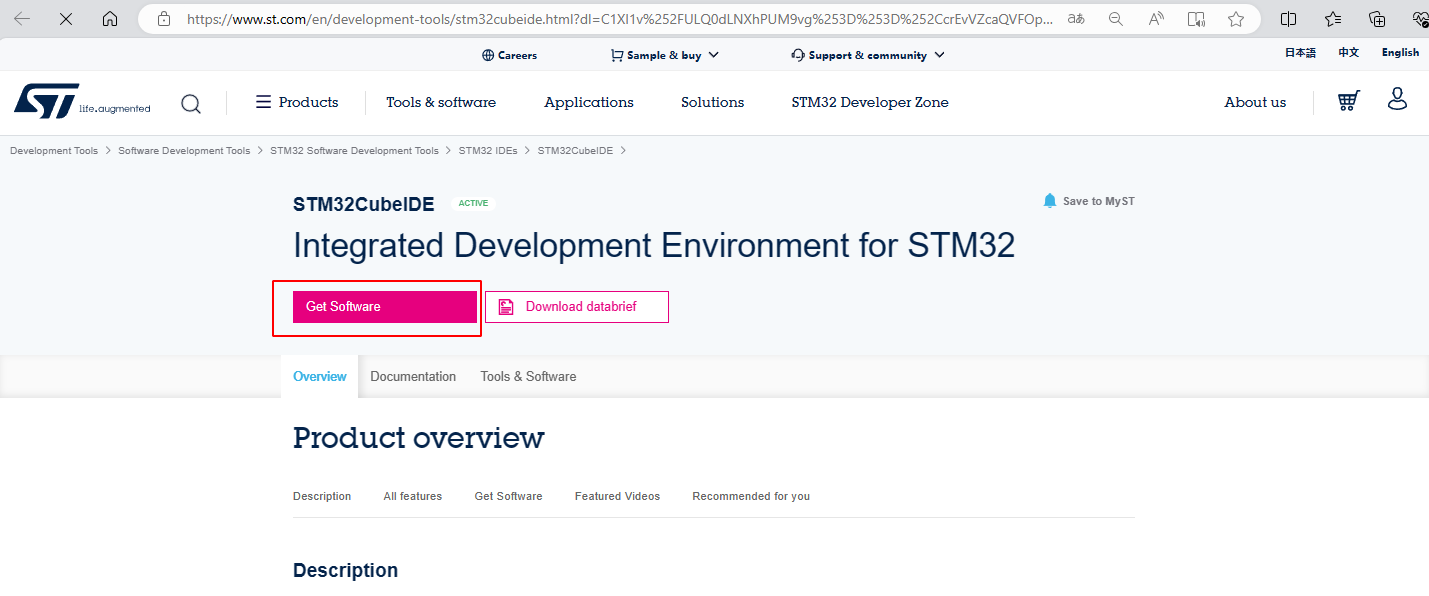 https://www.st.com/en/development-tools/stm32cubeide.html?dl=C1XI1v%252FULQ0dLNXhPUM9vg%253D%253D%252CcrEvVZcaQVFOp...
Careers Sample & buy Support & community 日本語 中文 English
ST life.augmented Products Tools & software Applications Solutions STM32 Developer Zone About us
Development Tools > Software Development Tools > STM32 Software Development Tools > STM32 IDEs > STM32CubeIDE >
STM32CubeIDE ACTIVE Save to MyST
Integrated Development Environment for STM32
Get Software Download databrief
Overview Documentation Tools & Software
Product overview
Description All features Get Software Featured Videos Recommended for you
Description